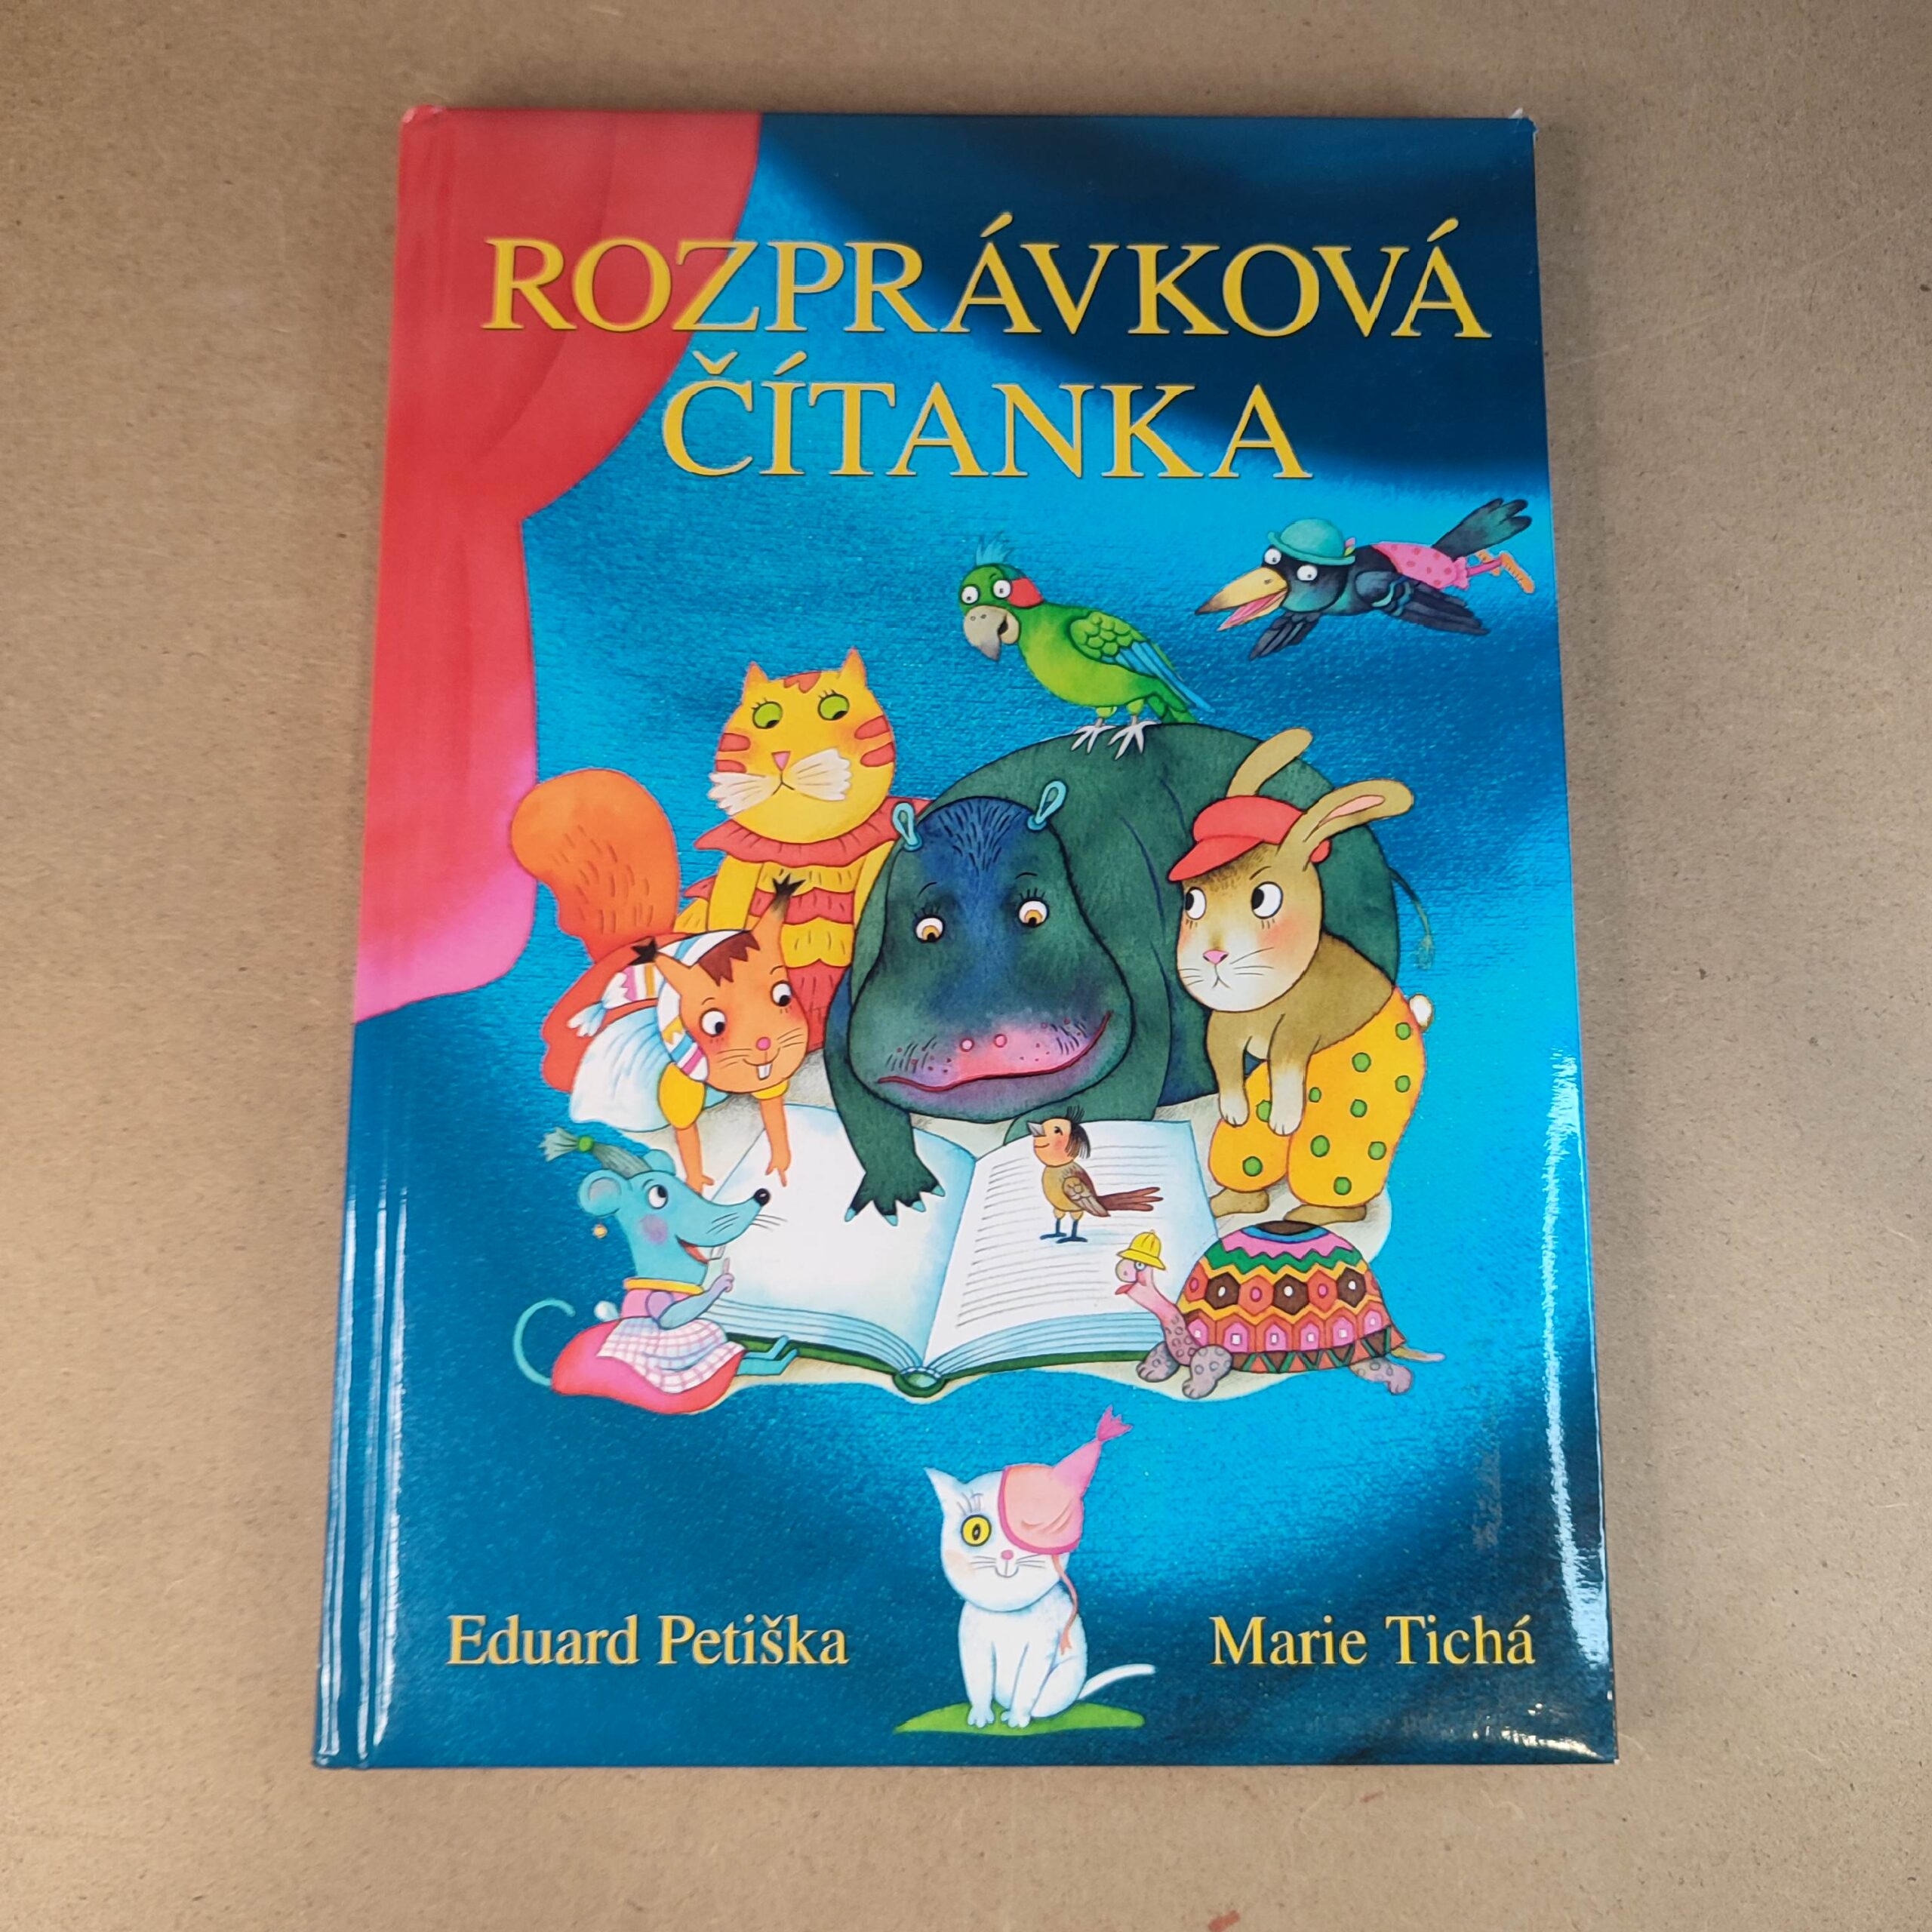 ROZPRÁVKOVÁ
ČÍTANKA
Eduard Petiška
Marie Tichá